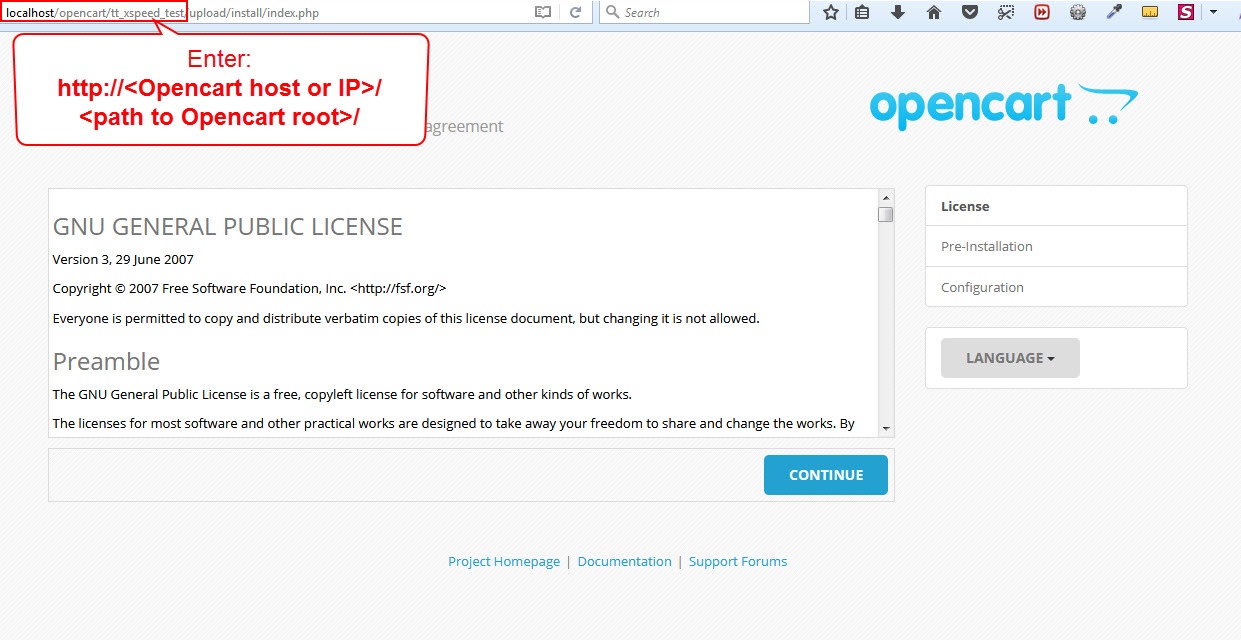 localhost/opencart/tt_xspeed_test/upload/install/index.php
Search
S
Enter:
http://<Opencart host or IP>/
<path to Opencart root>/
agreement
opencart
GNU GENERAL PUBLIC LICENSE
Version 3, 29 June 2007
Copyright © 2007 Free Software Foundation, Inc. <http://fsf.org/>
Everyone is permitted to copy and distribute verbatim copies of this license document, but changing it is not allowed.
Preamble
The GNU General Public License is a free, copyleft license for software and other kinds of works.
The licenses for most software and other practical works are designed to take away your freedom to share and change the works. By
CONTINUE
License
Pre-Installation
Configuration
LANGUAGE
Project Homepage | Documentation | Support Forums